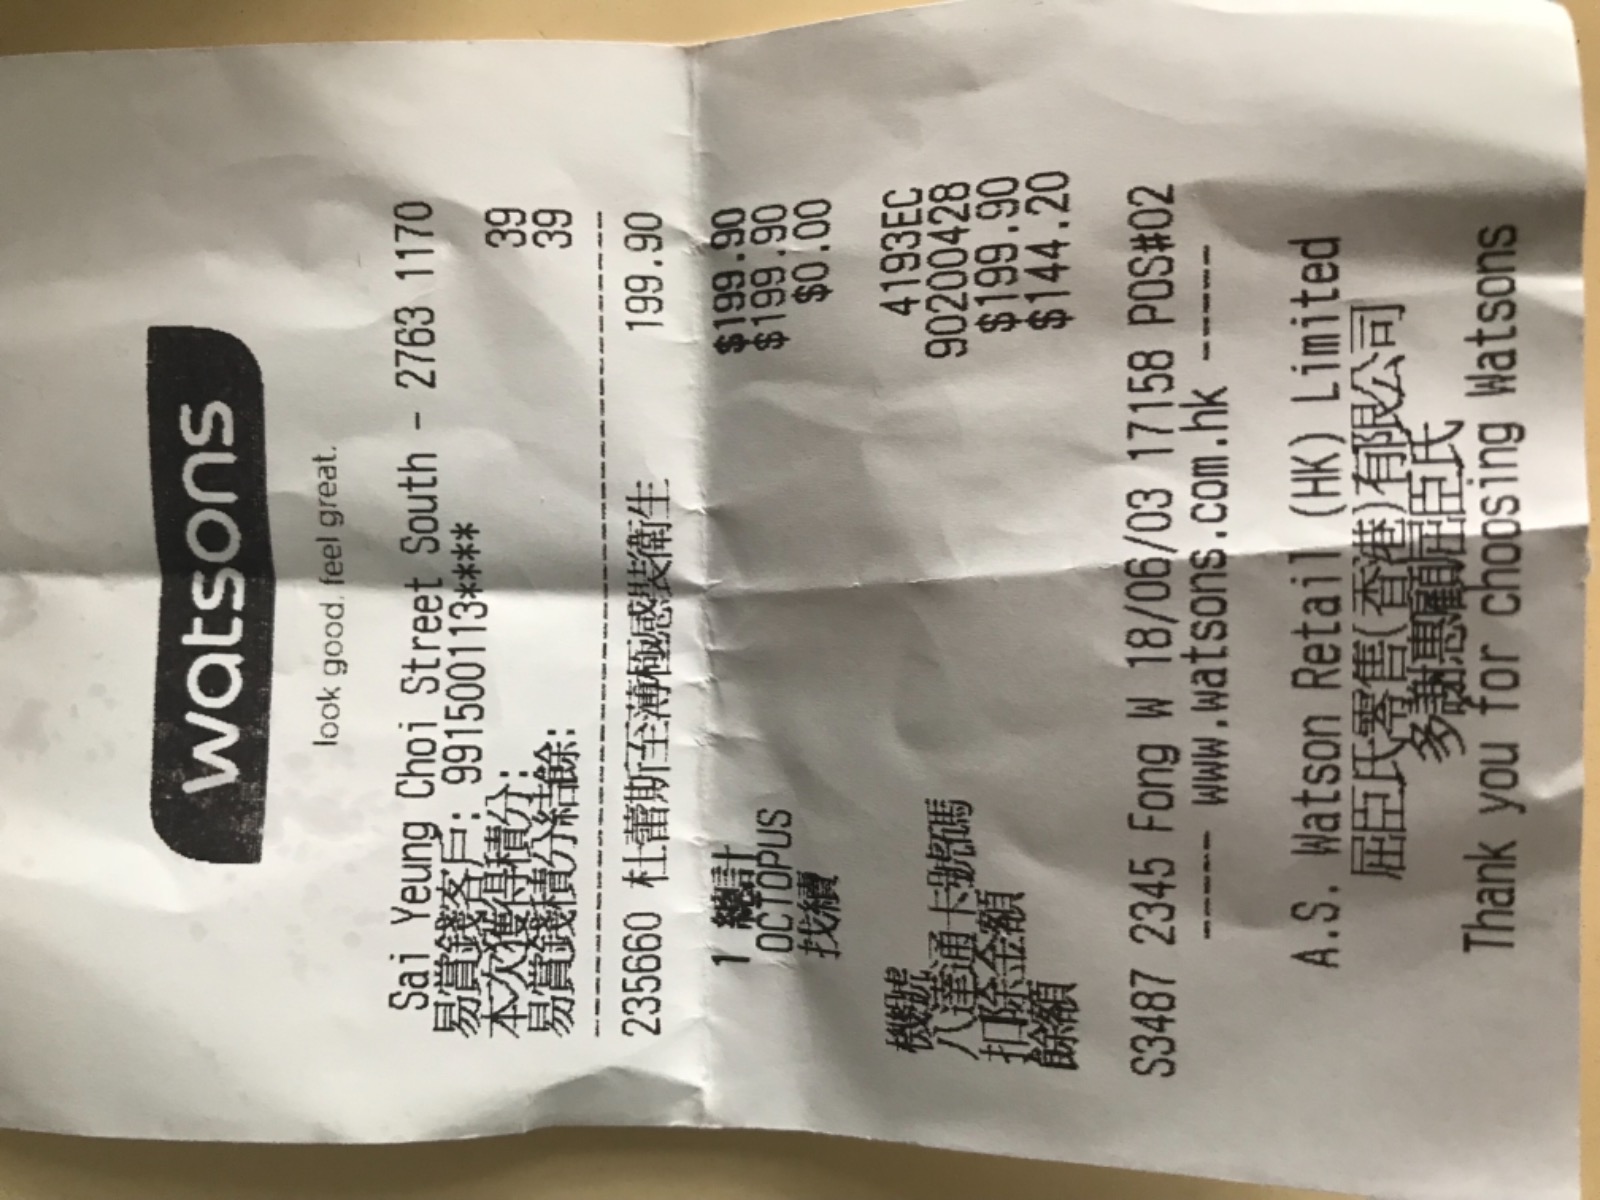 watsons
look good. feel great.
Sai Yeung Choi Street South - 2763 1170
易賞錢客戶: 991500113****
本次獲得積分: 39
易賞錢積分結餘: 39
--------------------------------
235660 杜蕾斯至薄極感裝衛生 199.90
1 總計 $199.90
OCTOPUS $199.90
找續 $0.00
機號 4193EC
八達通卡號碼 90200428
扣除金額 $199.90
餘額 $144.20
S3487 2345 Fong W 18/06/03 17158 POS#02
----- www.watsons.com.hk -----
A.S. Watson Retail (HK) Limited
屈臣氏零售(香港)有限公司
多謝惠顧屈臣氏
Thank you for choosing Watsons